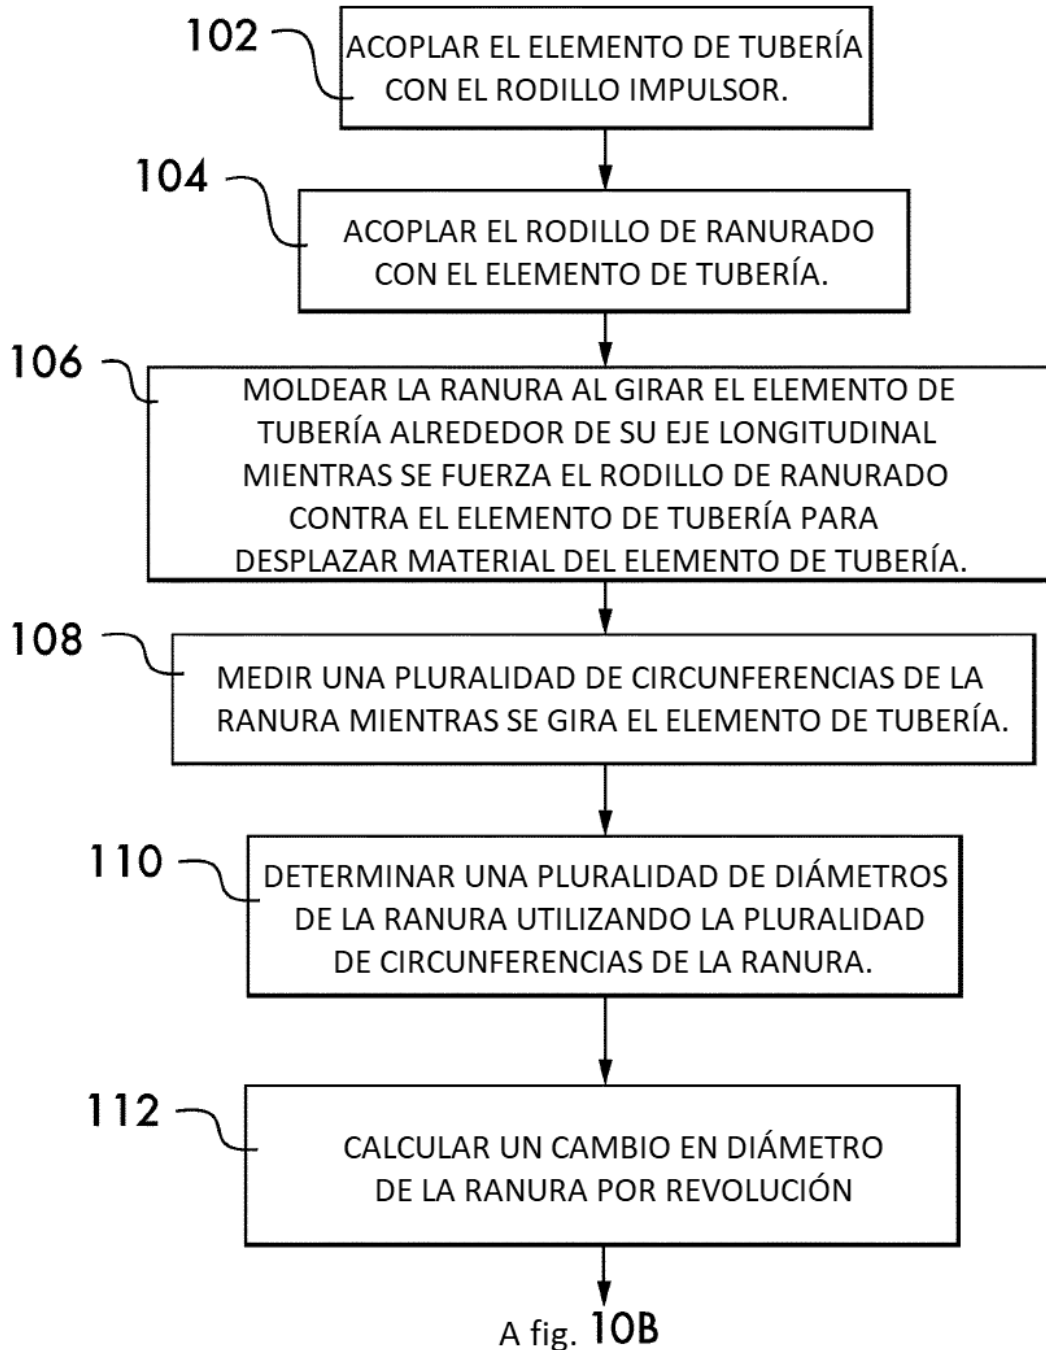 102
ACOPLAR EL ELEMENTO DE TUBERÍA
CON EL RODILLO IMPULSOR.
104
ACOPLAR EL RODILLO DE RANURADO
CON EL ELEMENTO DE TUBERÍA.
106
MOLDEAR LA RANURA AL GIRAR EL ELEMENTO DE
TUBERÍA ALREDEDOR DE SU EJE LONGITUDINAL
MIENTRAS SE FUERZA EL RODILLO DE RANURADO
CONTRA EL ELEMENTO DE TUBERÍA PARA
DESPLAZAR MATERIAL DEL ELEMENTO DE TUBERÍA.
108
MEDIR UNA PLURALIDAD DE CIRCUNFERENCIAS DE LA
RANURA MIENTRAS SE GIRA EL ELEMENTO DE TUBERÍA.
110
DETERMINAR UNA PLURALIDAD DE DIÁMETROS
DE LA RANURA UTILIZANDO LA PLURALIDAD
DE CIRCUNFERENCIAS DE LA RANURA.
112
CALCULAR UN CAMBIO EN DIÁMETRO
DE LA RANURA POR REVOLUCIÓN
A fig. 10B